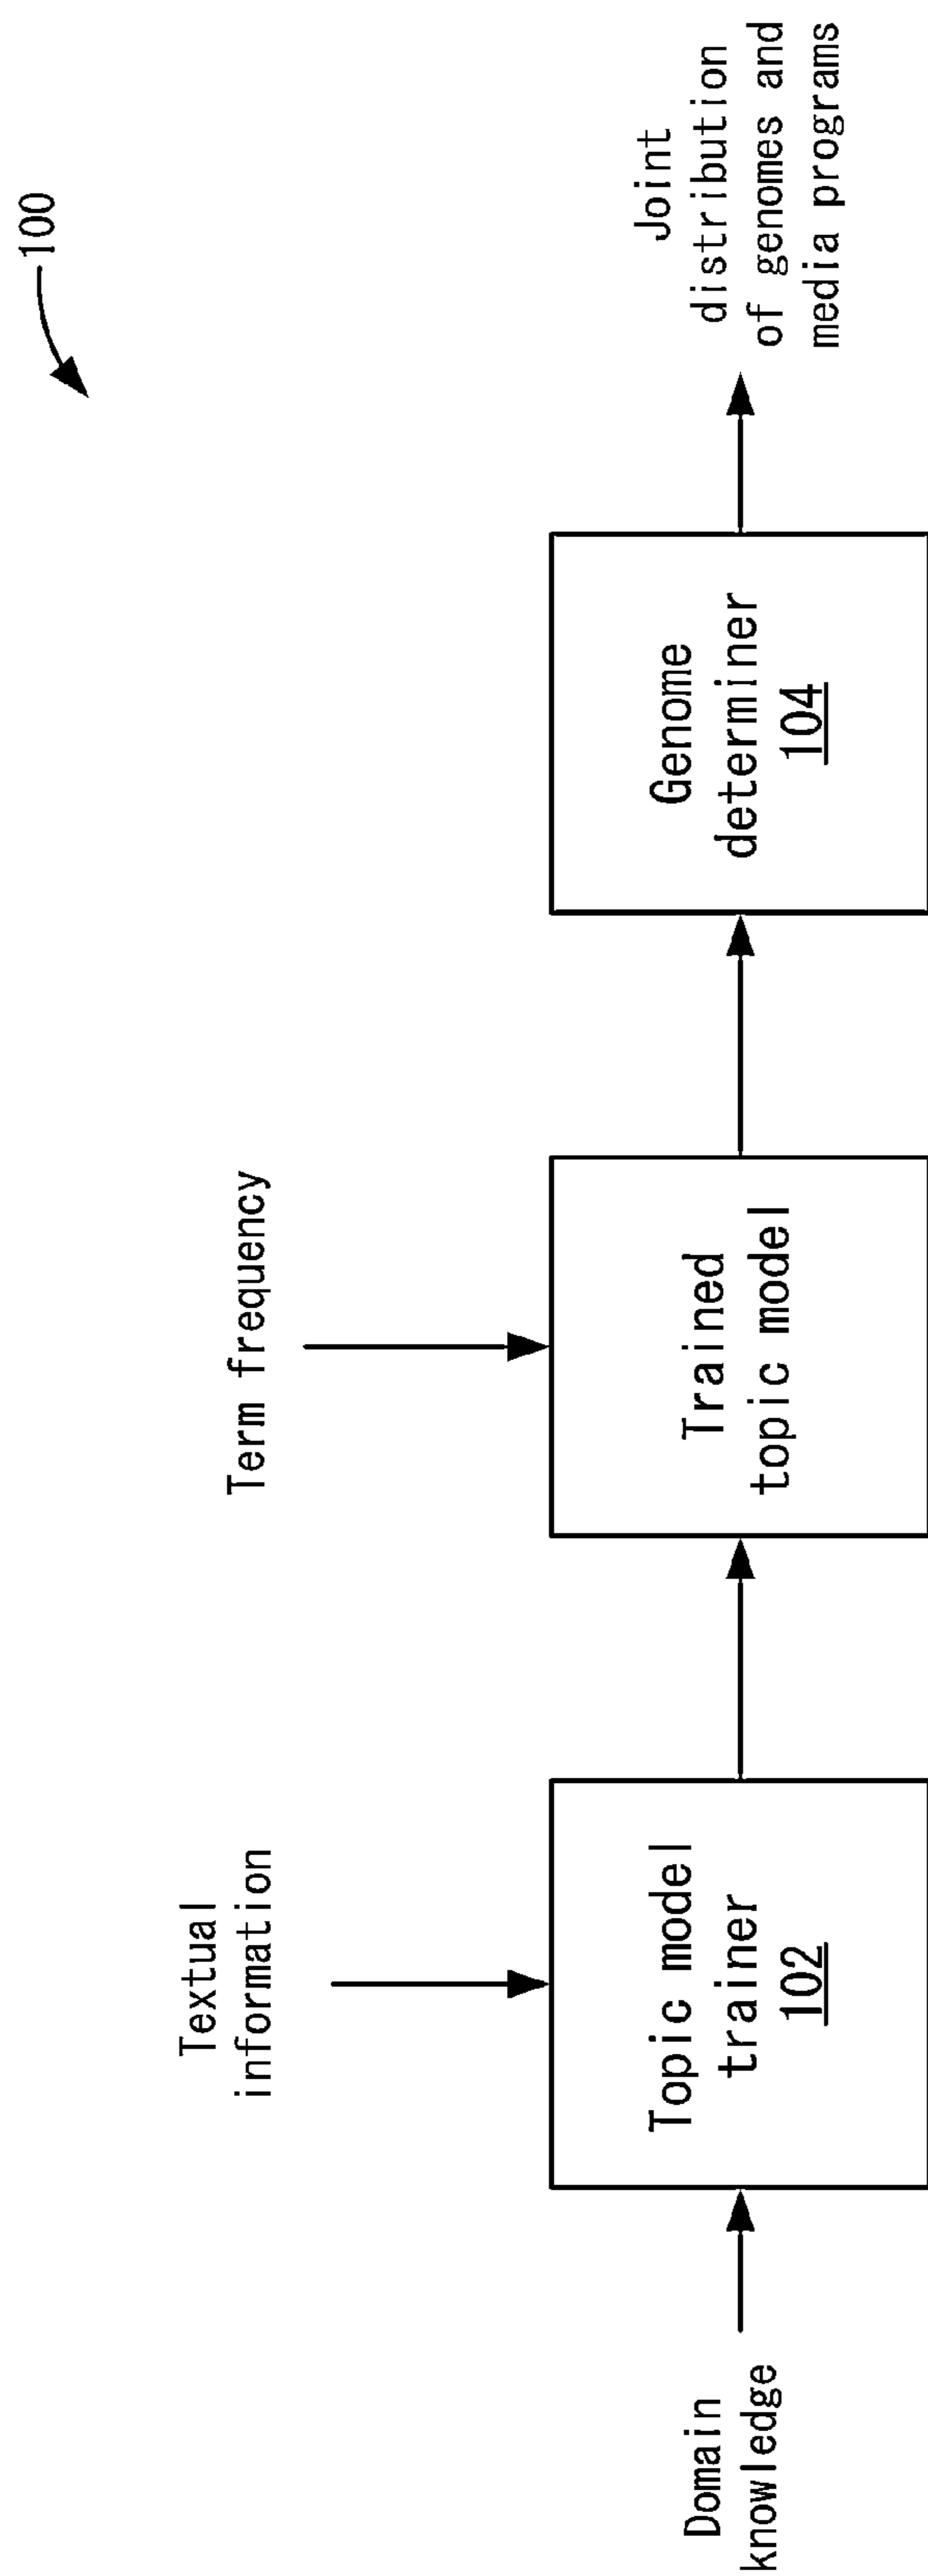 100
Textual
information
Term frequency
Domain
knowledge
Topic model
trainer
102
Trained
topic model
Genome
determiner
104
Joint
distribution
of genomes and
media programs